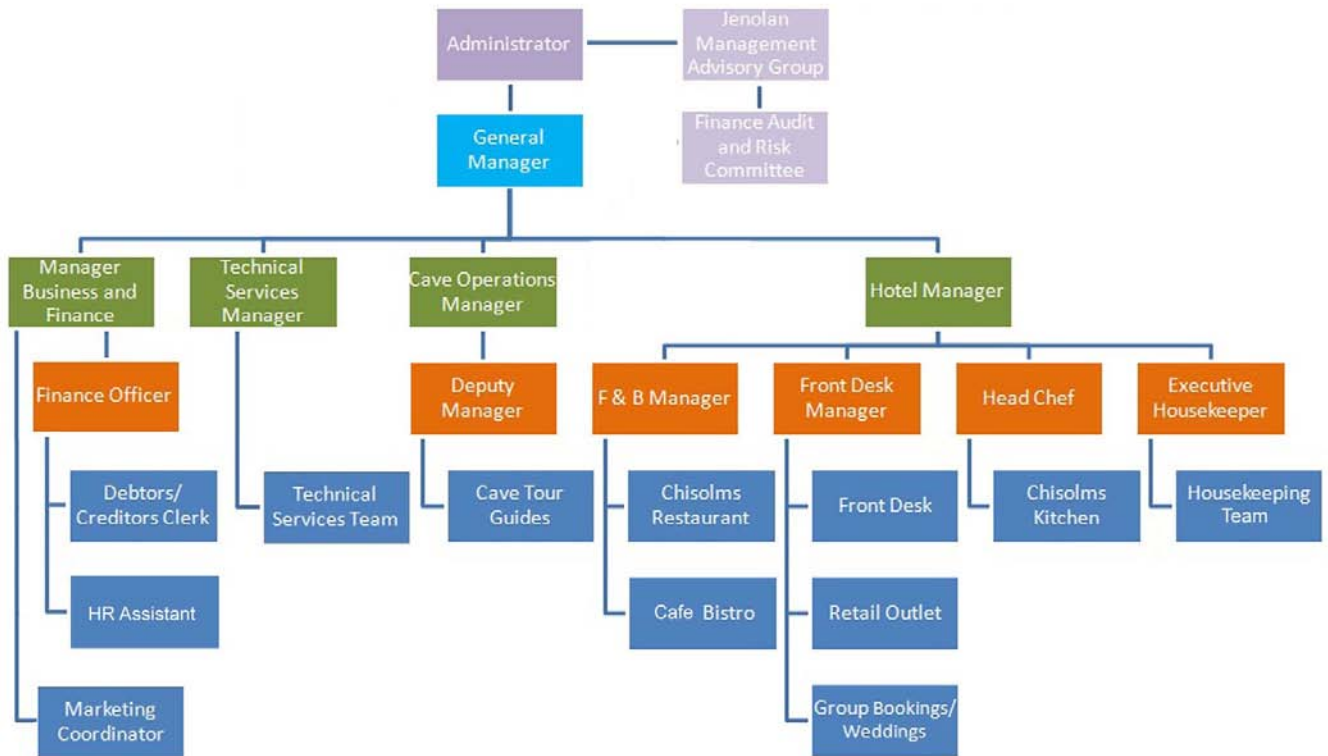 Administrator
Jenolan
Management
Advisory Group
General
Manager
Finance Audit
and Risk
Committee
Manager
Business and
Finance
Technical
Services
Manager
Cave Operations
Manager
Hotel Manager
Finance Officer
Deputy
Manager
F & B Manager
Front Desk
Manager
Head Chef
Executive
Housekeeper
Debtors/
Creditors Clerk
Technical
Services Team
Cave Tour
Guides
Chisolms
Restaurant
Front Desk
Chisolms
Kitchen
Housekeeping
Team
HR Assistant
Cafe Bistro
Retail Outlet
Marketing
Coordinator
Group Bookings/
Weddings